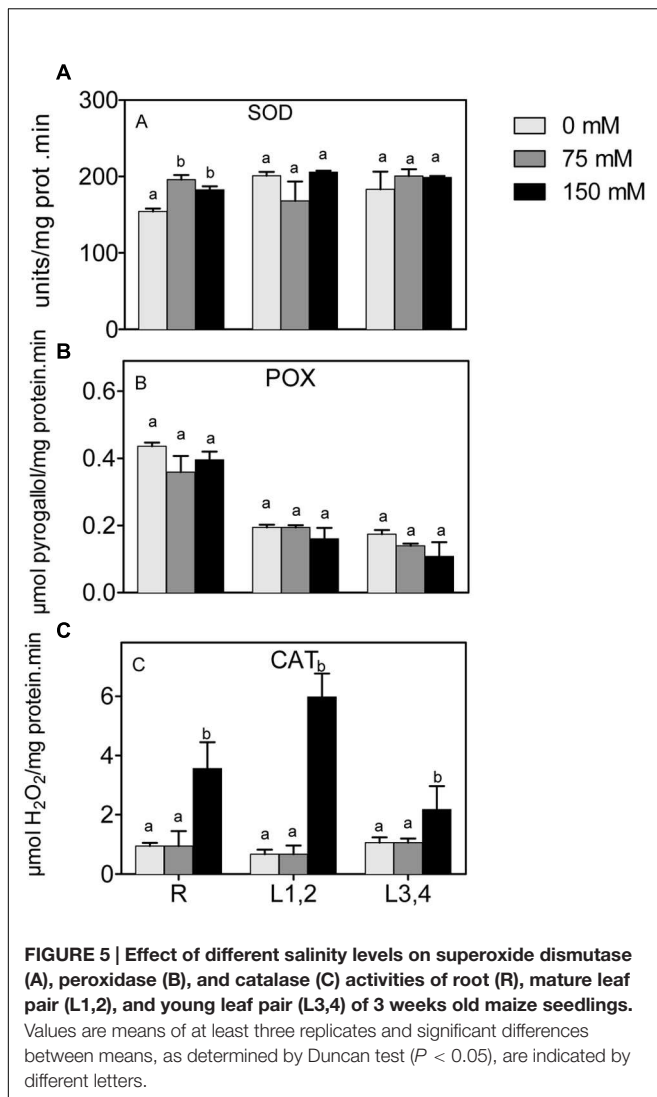 A
300
200
100
0
units/mg prot .min
A
SOD
a b b a a a a a a
0 mM
75 mM
150 mM
B
0.6
0.4
0.2
0.0
µmol pyrogallol/mg protein.min
B
POX
a a a a a a a a a
C
6
4
2
0
µmol H₂O₂/mg protein.min
C
CAT
a a b a a b a a b
R L1,2 L3,4
FIGURE 5 | Effect of different salinity levels on superoxide dismutase
(A), peroxidase (B), and catalase (C) activities of root (R), mature leaf
pair (L1,2), and young leaf pair (L3,4) of 3 weeks old maize seedlings.
Values are means of at least three replicates and significant differences
between means, as determined by Duncan test (P < 0.05), are indicated by
different letters.